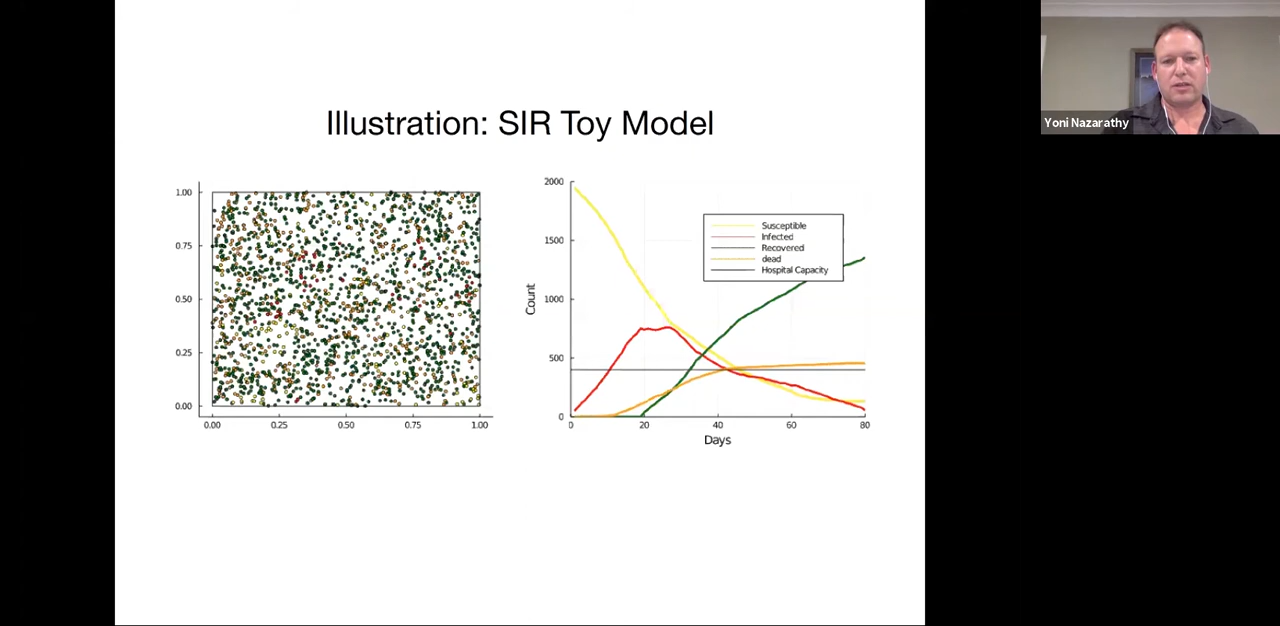 Illustration: SIR Toy Model
1.00
0.75
0.50
0.25
0.00
0.00 0.25 0.50 0.75 1.00
2000
1500
1000
500
0
Count
Susceptible
Infected
Recovered
dead
Hospital Capacity
0 20 40 60 80
Days
Yoni Nazarathy